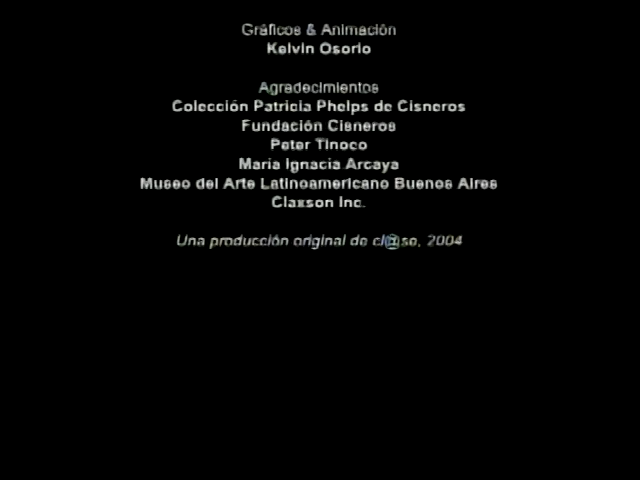 Gráficos & Animación
Kelvin Osorio
Agradecimientos
Colección Patricia Phelps de Cisneros
Fundación Cisneros
Peter Tinoco
María Ignacia Arcaya
Museo del Arte Latinoamericano Buenos Aires
Claxson Inc.
Una producción original de cl@se, 2004